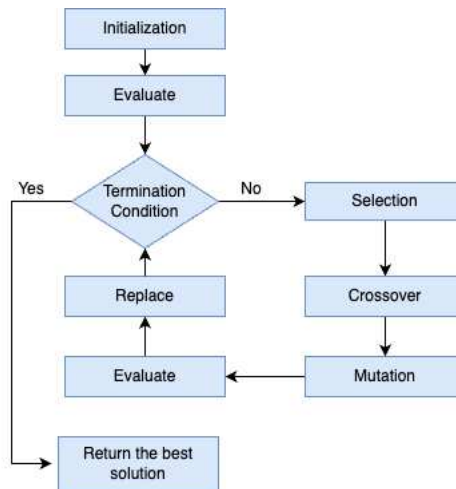 Initialization
Evaluate
Yes
Termination
Condition
No
Selection
Replace
Crossover
Evaluate
Mutation
Return the best
solution